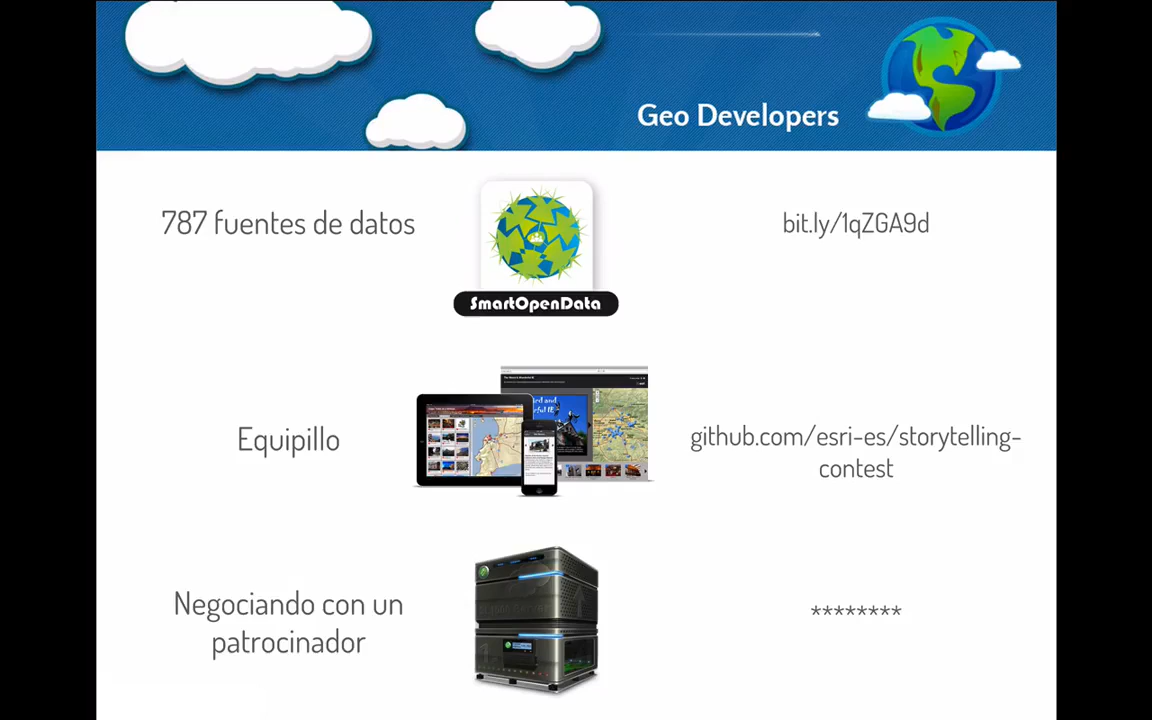 Geo Developers
787 fuentes de datos
SmartOpenData
bit.ly/1qZGA9d
Equipillo
github.com/esri-es/storytelling-
contest
Negociando con un
patrocinador
********